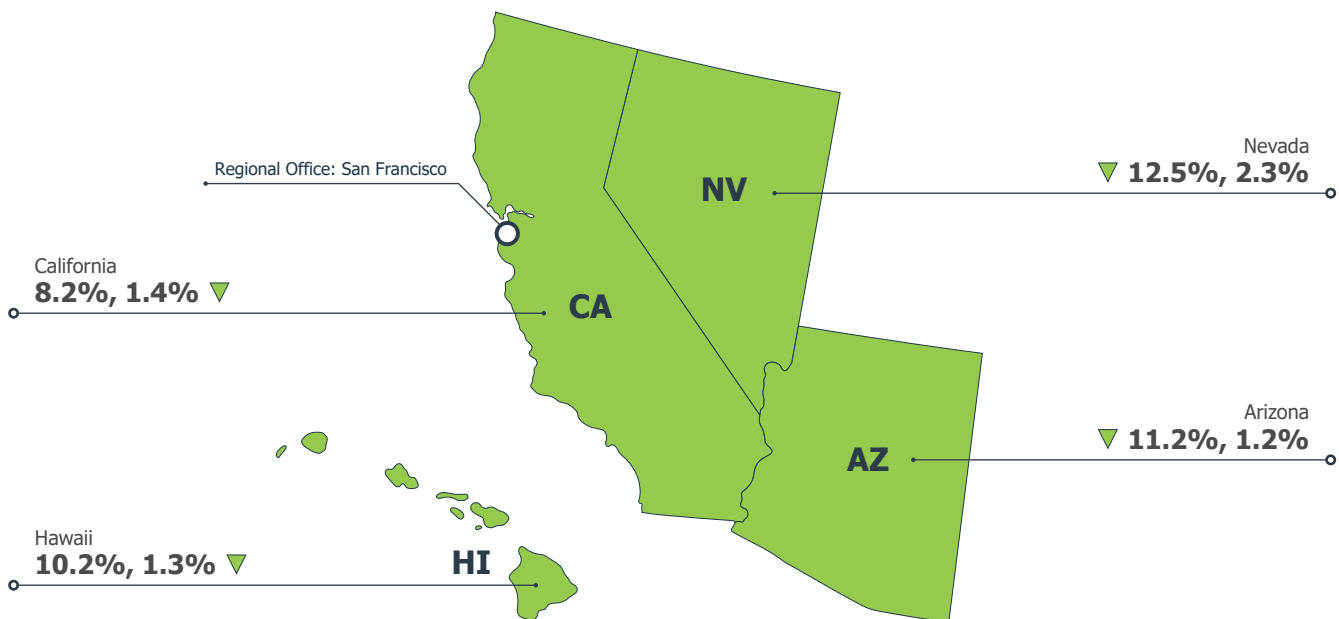 Nevada
▼ 12.5%, 2.3%
Regional Office: San Francisco
NV
California
8.2%, 1.4% ▼
CA
Arizona
▼ 11.2%, 1.2%
AZ
Hawaii
10.2%, 1.3% ▼
HI